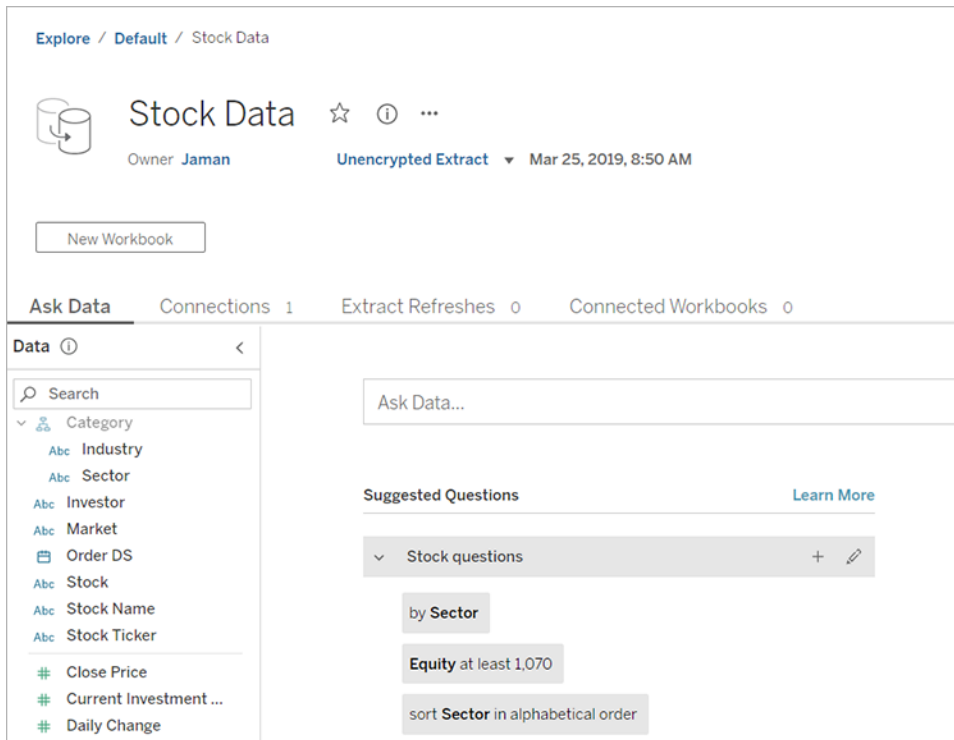 Explore / Default / Stock Data
Stock Data
Owner Jaman
Unencrypted Extract Mar 25, 2019, 8:50 AM
New Workbook
Ask Data Connections 1 Extract Refreshes 0 Connected Workbooks 0
Data
Search
Category
Abc Industry
Abc Sector
Abc Investor
Abc Market
Order DS
Abc Stock
Abc Stock Name
Abc Stock Ticker
# Close Price
# Current Investment ...
# Daily Change
Ask Data...
Suggested Questions Learn More
Stock questions
by Sector
Equity at least 1,070
sort Sector in alphabetical order